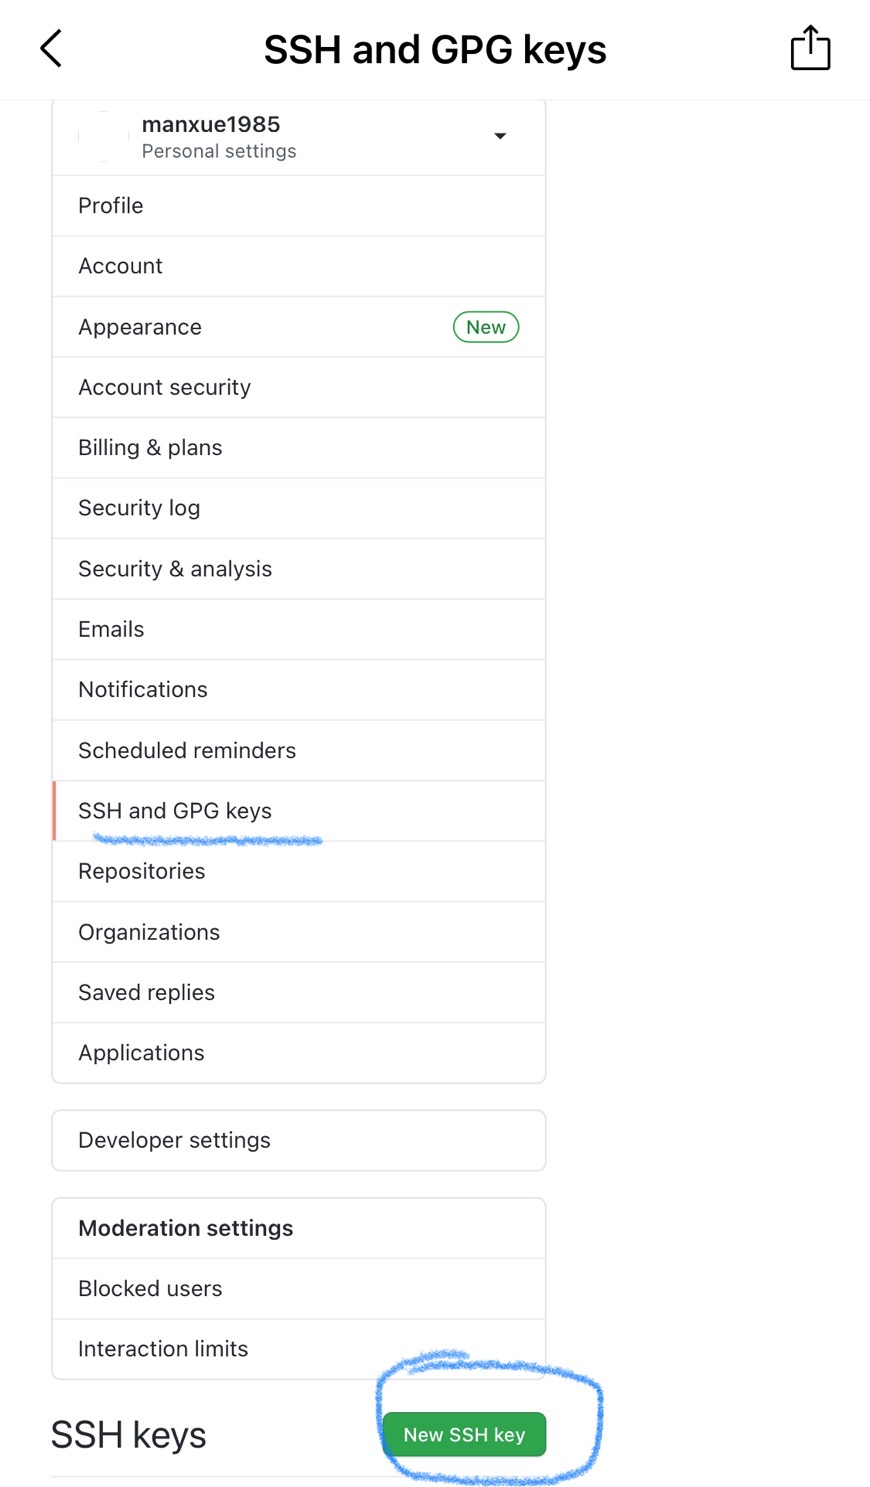 SSH and GPG keys
manxue1985
Personal settings
Profile
Account
Appearance New
Account security
Billing & plans
Security log
Security & analysis
Emails
Notifications
Scheduled reminders
SSH and GPG keys
Repositories
Organizations
Saved replies
Applications
Developer settings
Moderation settings
Blocked users
Interaction limits
SSH keys New SSH key